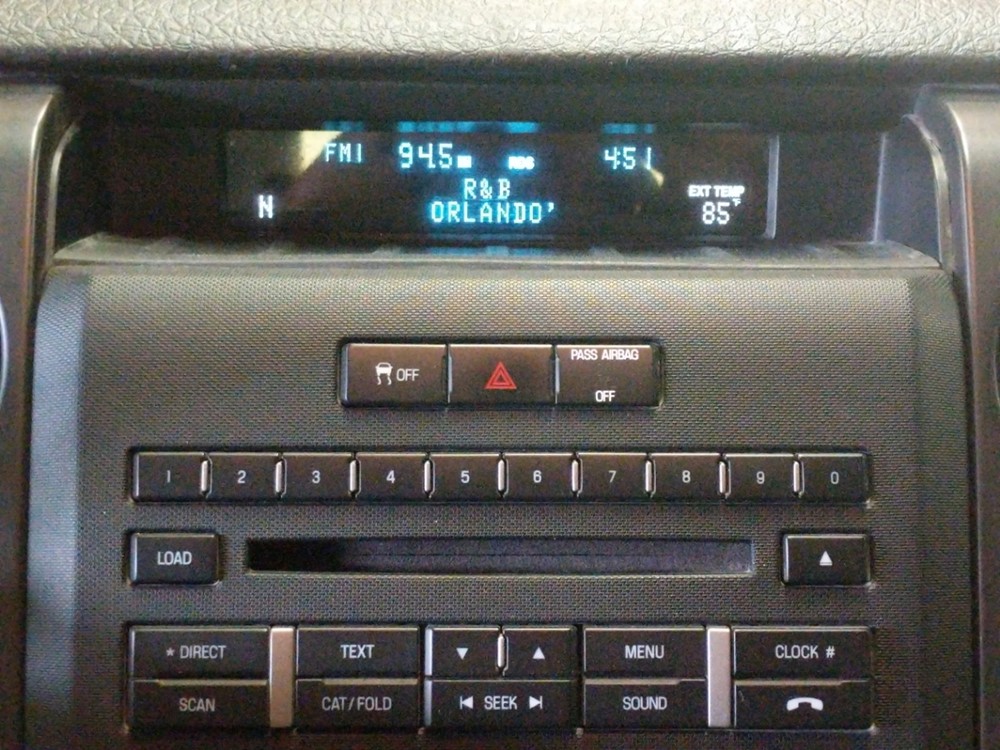 FM1 94.5 RDS 4:51
R&B
N ORLANDO' EXT TEMP
85°F
OFF PASS AIRBAG OFF
1 2 3 4 5 6 7 8 9 0
LOAD
* DIRECT TEXT MENU CLOCK #
SCAN CAT/FOLD SEEK SOUND